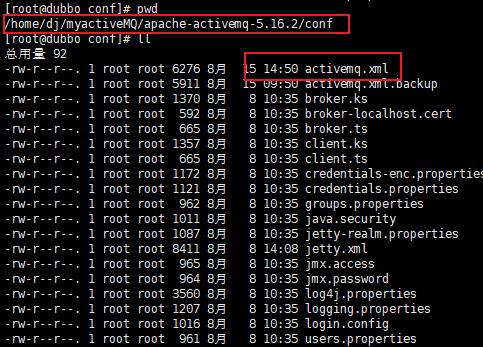 [root@dubbo conf]# pwd
/home/dj/myactiveMQ/apache-activemq-5.16.2/conf
[root@dubbo conf]# ll
总用量 92
-rw-r--r--. 1 root root 6276 8月  15 14:50 activemq.xml
-rw-r--r--. 1 root root 5911 8月  15 09:50 activemq.xml.backup
-rw-r--r--. 1 root root 1370 8月   8 10:35 broker.ks
-rw-r--r--. 1 root root  592 8月   8 10:35 broker-localhost.cert
-rw-r--r--. 1 root root  665 8月   8 10:35 broker.ts
-rw-r--r--. 1 root root 1357 8月   8 10:35 client.ks
-rw-r--r--. 1 root root  665 8月   8 10:35 client.ts
-rw-r--r--. 1 root root 1172 8月   8 10:35 credentials-enc.properties
-rw-r--r--. 1 root root 1121 8月   8 10:35 credentials.properties
-rw-r--r--. 1 root root  962 8月   8 10:35 groups.properties
-rw-r--r--. 1 root root 1011 8月   8 10:35 java.security
-rw-r--r--. 1 root root 1087 8月   8 10:35 jetty-realm.properties
-rw-r--r--. 1 root root 8411 8月   8 14:08 jetty.xml
-rw-r--r--. 1 root root  965 8月   8 10:35 jmx.access
-rw-r--r--. 1 root root  964 8月   8 10:35 jmx.password
-rw-r--r--. 1 root root 3560 8月   8 10:35 log4j.properties
-rw-r--r--. 1 root root 1207 8月   8 10:35 logging.properties
-rw-r--r--. 1 root root 1016 8月   8 10:35 login.config
-rw-r--r--. 1 root root  961 8月   8 10:35 users.properties